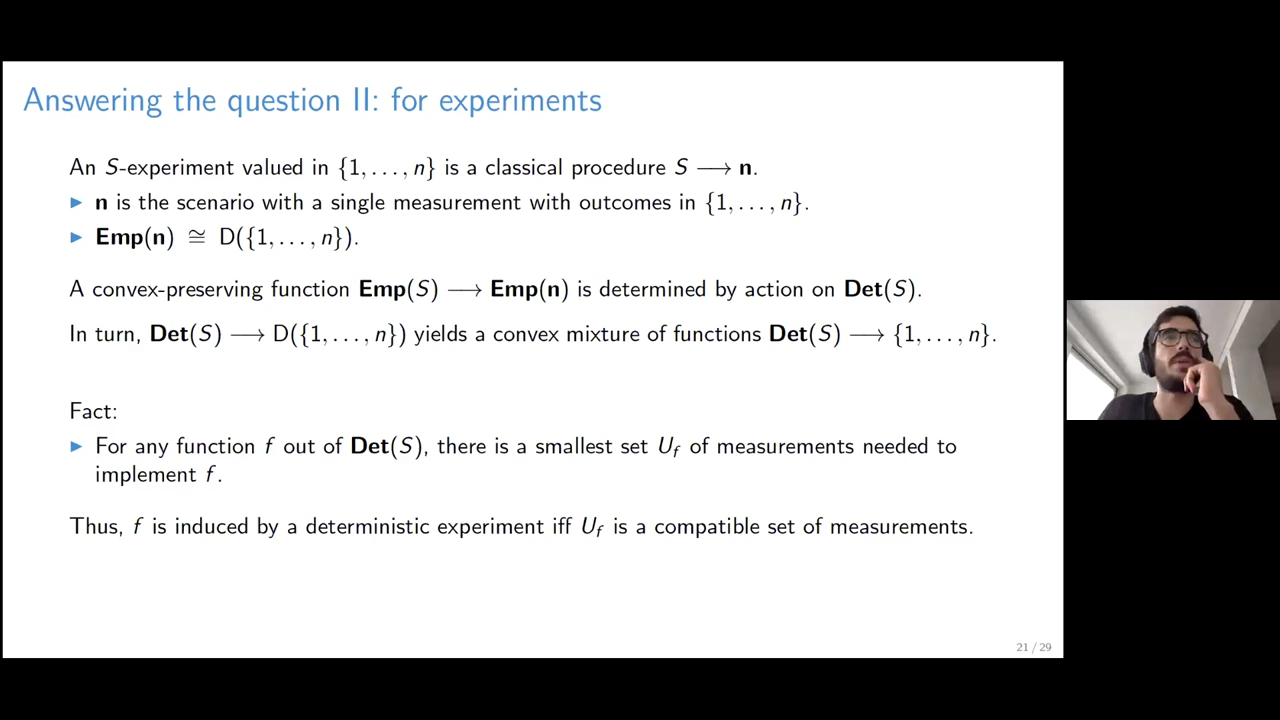 Answering the question II: for experiments
An S-experiment valued in {1, . . . , n} is a classical procedure S ⟶ n.
▶ n is the scenario with a single measurement with outcomes in {1, . . . , n}.
▶ Emp(n) ≅ D({1, . . . , n}).
A convex-preserving function Emp(S) ⟶ Emp(n) is determined by action on Det(S).
In turn, Det(S) ⟶ D({1, . . . , n}) yields a convex mixture of functions Det(S) ⟶ {1, . . . , n}.
Fact:
▶ For any function f out of Det(S), there is a smallest set U_f of measurements needed to
implement f.
Thus, f is induced by a deterministic experiment iff U_f is a compatible set of measurements.
21 / 29